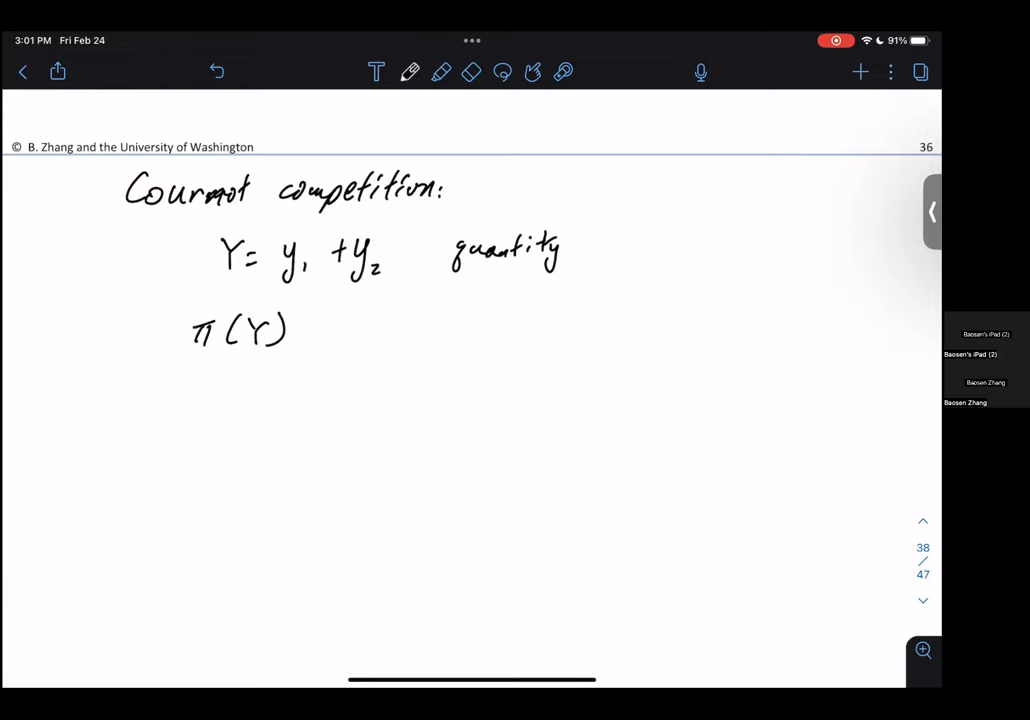 3:01 PM Fri Feb 24
91%
© B. Zhang and the University of Washington 36
Cournot competition:
Y = y₁ + y₂ quantity
π(Y)
Baosen's iPad (2)
Baosen's iPad (2)
Baosen Zhang
Baosen Zhang
38
/
47